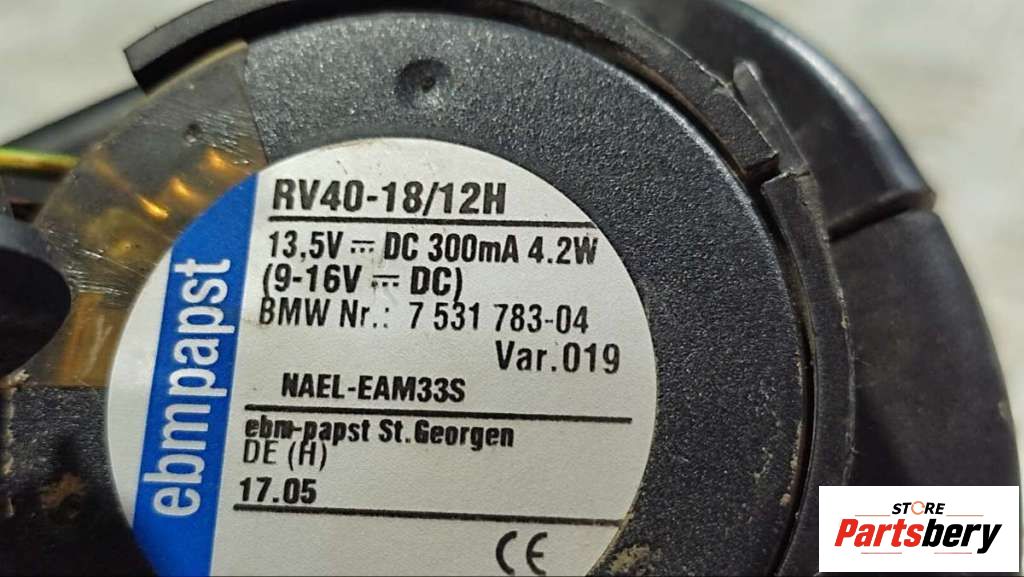 RV40-18/12H
13,5V ⎓ DC 300mA 4.2W
(9-16V ⎓ DC)
BMW Nr.: 7 531 783-04
Var.019
NAEL-EAM33S
ebm-papst St.Georgen
DE (H)
17.05
CE
ebmpapst
STORE
Partsbery